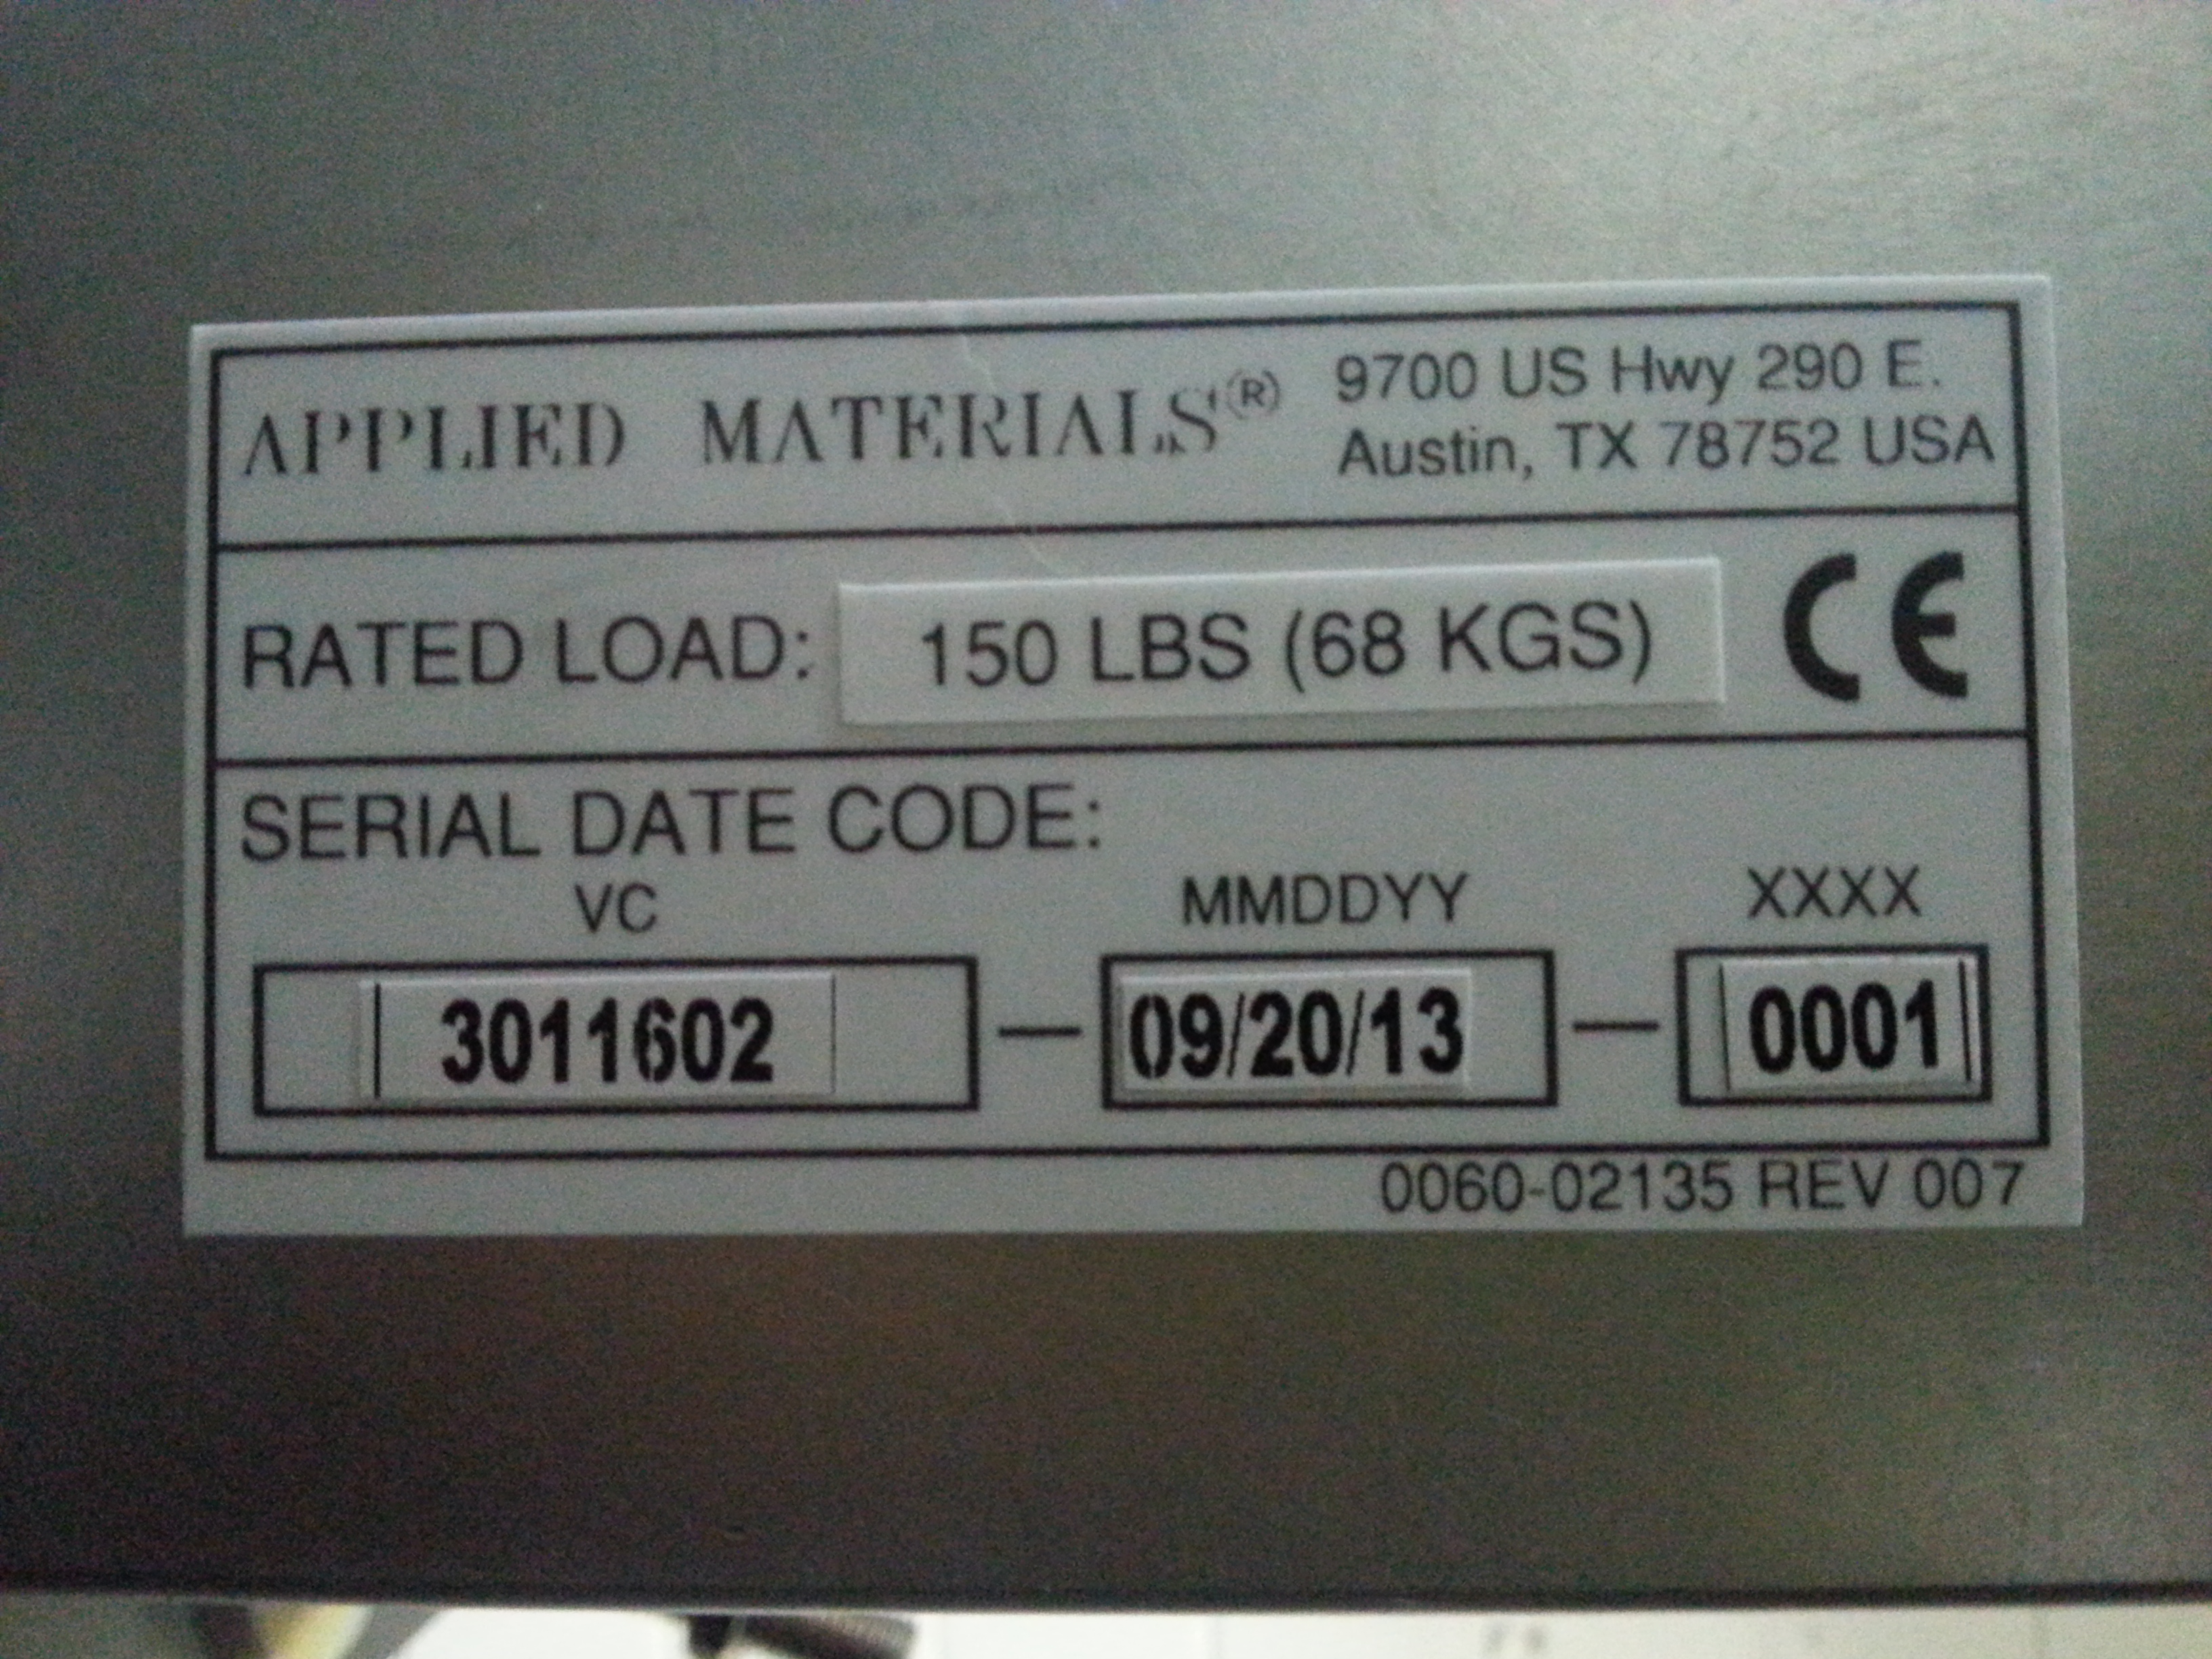 APPLIED MATERIALS®
9700 US Hwy 290 E.
Austin, TX 78752 USA
RATED LOAD: 150 LBS (68 KGS) CE
SERIAL DATE CODE:
VC MMDDYY XXXX
3011602 — 09/20/13 — 0001
0060-02135 REV 007